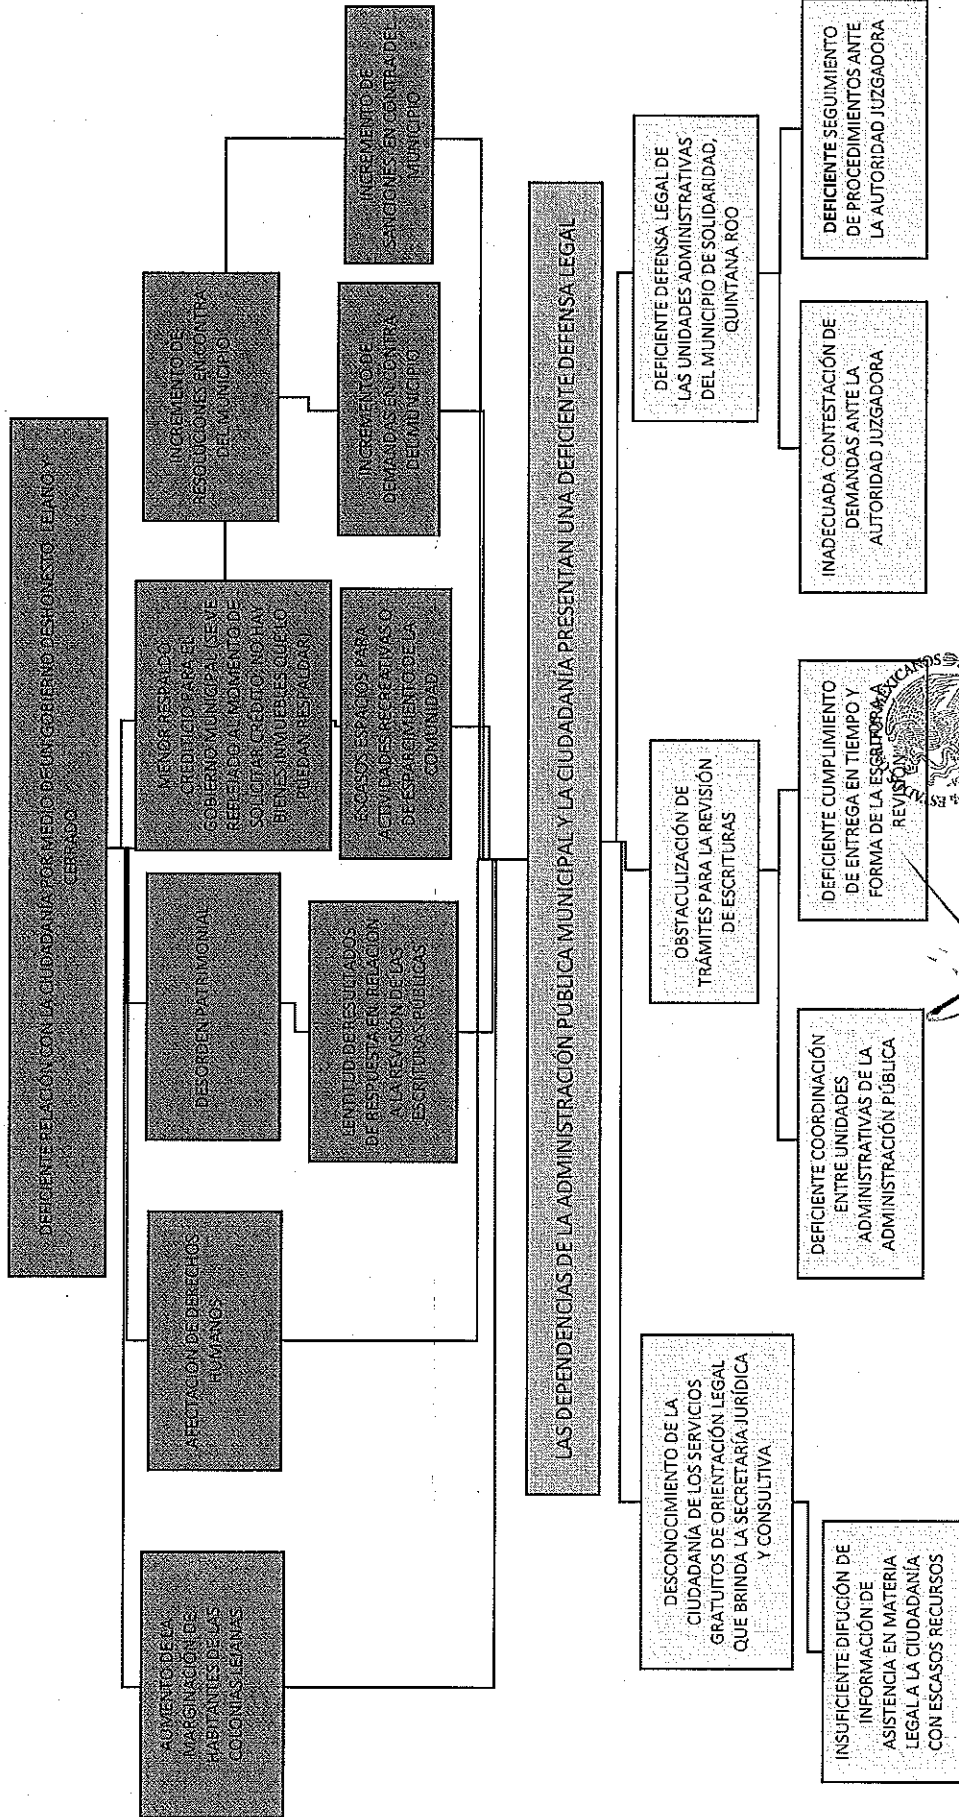 DEFICIENTE RELACIÓN CON LA CIUDADANÍA POR MEDIO DE UN GOBIERNO DESHONESTO, LEJANO Y
CERRADO
AUMENTO DE LA
MARGINACIÓN DE
HABITANTES DE LAS
COLONIAS LEJANAS
AFECTACIÓN DE DERECHOS
HUMANOS
DESORDEN PATRIMONIAL
MENOR RESPALDO
CREDITICIO PARA EL
GOBIERNO MUNICIPAL (SE VE
REFLEJADO AL MOMENTO DE
SOLICITAR CRÉDITO, NO HAY
BIENES INMUEBLES QUE LO
PUEDA RESPALDAR)
INCREMENTO DE
RESOLUCIONES EN CONTRA
DEL MUNICIPIO
LENTITUD DE RESULTADOS
DE RESPUESTA EN RELACIÓN
A LA REVISIÓN DE LAS
ESCRITURAS PÚBLICAS
ESCASOS ESPACIOS PARA
ACTIVIDADES RECREATIVAS O
DE ESPARCIMIENTO DE LA
COMUNIDAD
INCREMENTO DE
DEMANDAS EN CONTRA
DEL MUNICIPIO
INCREMENTO DE
SANCIONES EN CONTRA DEL
MUNICIPIO
LAS DEPENDENCIAS DE LA ADMINISTRACIÓN PÚBLICA MUNICIPAL Y LA CIUDADANÍA PRESENTAN UNA DEFICIENTE DEFENSA LEGAL
DESCONOCIMIENTO DE LA
CIUDADANÍA DE LOS SERVICIOS
GRATUITOS DE ORIENTACIÓN LEGAL
QUE BRINDA LA SECRETARÍA JURÍDICA
Y CONSULTIVA
OBSTACULIZACIÓN DE
TRÁMITES PARA LA REVISIÓN
DE ESCRITURAS
DEFICIENTE DEFENSA LEGAL DE
LAS UNIDADES ADMINISTRATIVAS
DEL MUNICIPIO DE SOLIDARIDAD,
QUINTANA ROO
INSUFICIENTE DIFUCIÓN DE
INFORMACIÓN DE
ASISTENCIA EN MATERIA
LEGAL A LA CIUDADANÍA
CON ESCASOS RECURSOS
DEFICIENTE COORDINACIÓN
ENTRE UNIDADES
ADMINISTRATIVAS DE LA
ADMINISTRACIÓN PÚBLICA
DEFICIENTE CUMPLIMIENTO
DE ENTREGA EN TIEMPO Y
FORMA DE LA ESCRITURA A
REVISIÓN
INADECUADA CONTESTACIÓN DE
DEMANDAS ANTE LA
AUTORIDAD JUZGADORA
DEFICIENTE SEGUIMIENTO
DE PROCEDIMIENTOS ANTE
LA AUTORIDAD JUZGADORA
MEXICANOS